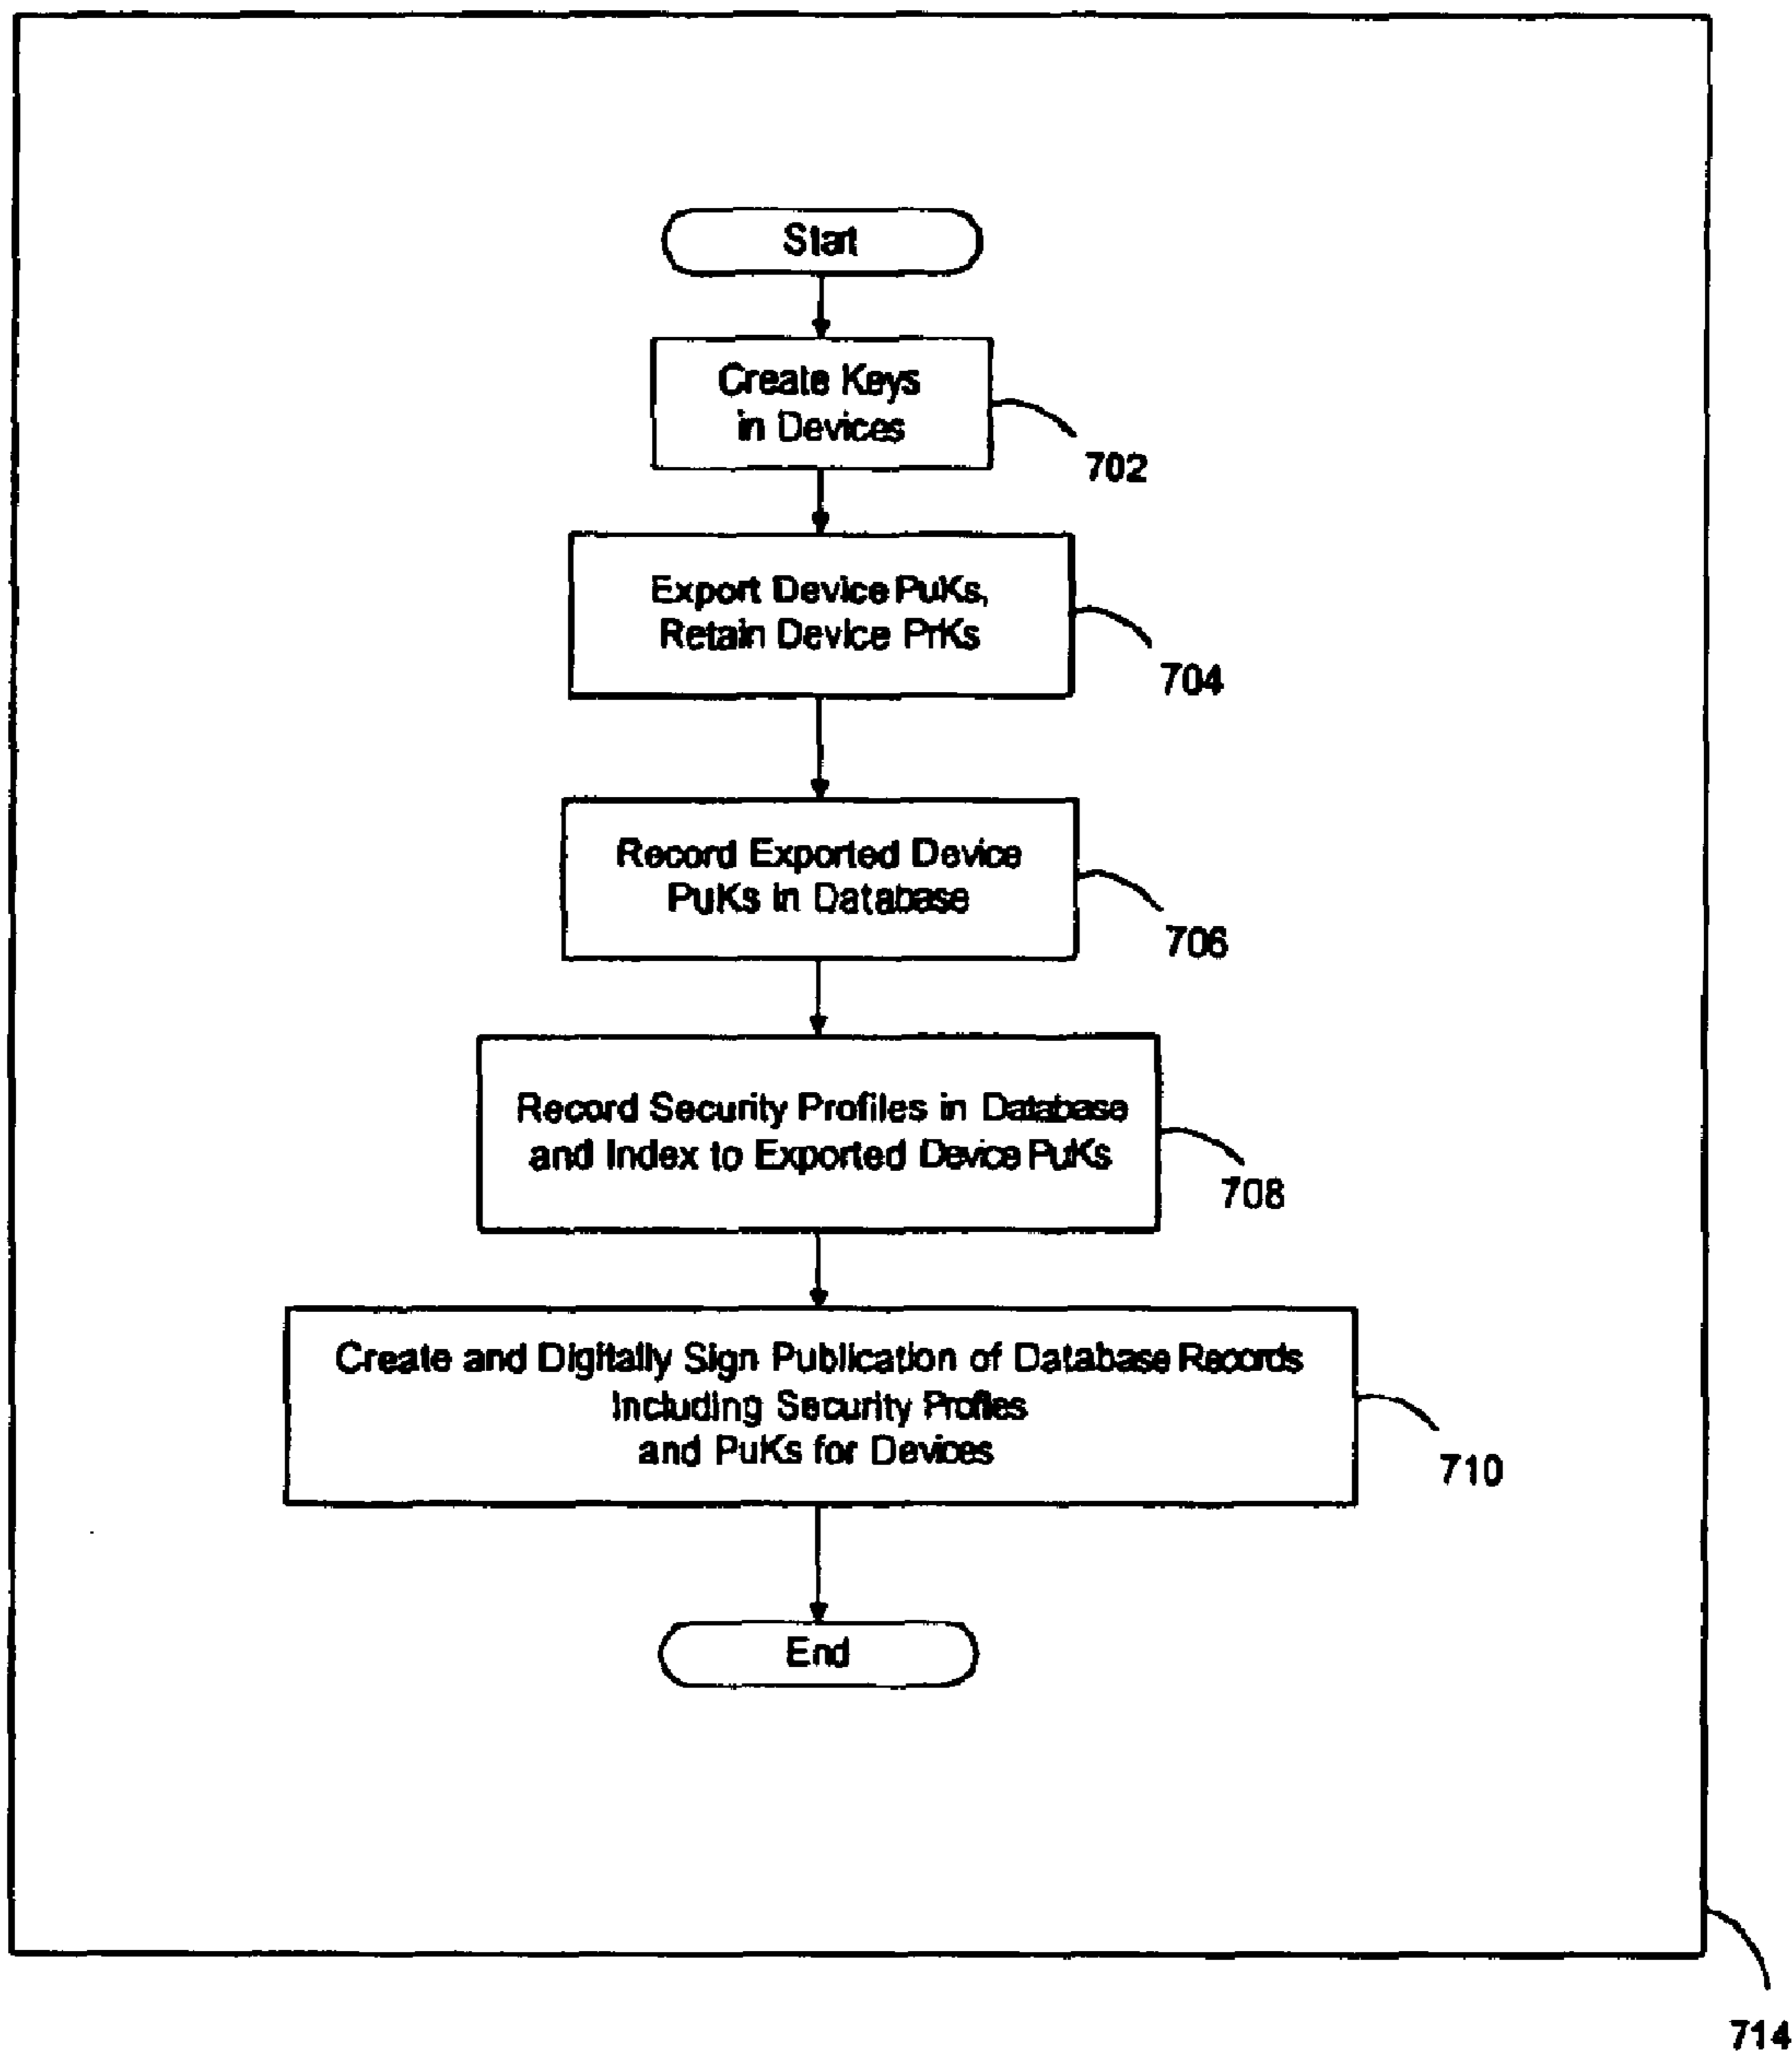 Start
Create Keys
in Devices
702
Export Device PuKs,
Retain Device PrKs
704
Record Exported Device
PuKs in Database
706
Record Security Profiles in Database
and Index to Exported Device PuKs
708
Create and Digitally Sign Publication of Database Records
Including Security Profiles
and PuKs for Devices
710
End
714